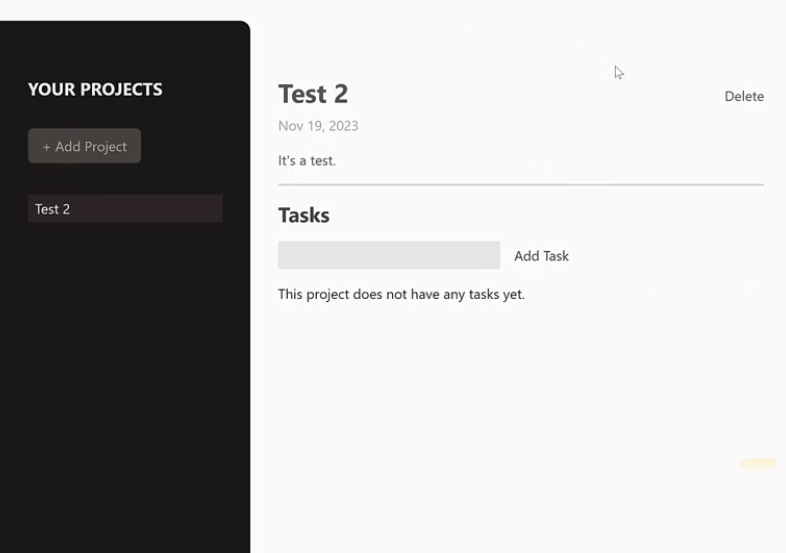 YOUR PROJECTS
+ Add Project
Test 2
Test 2
Delete
Nov 19, 2023
It's a test.
Tasks
Add Task
This project does not have any tasks yet.